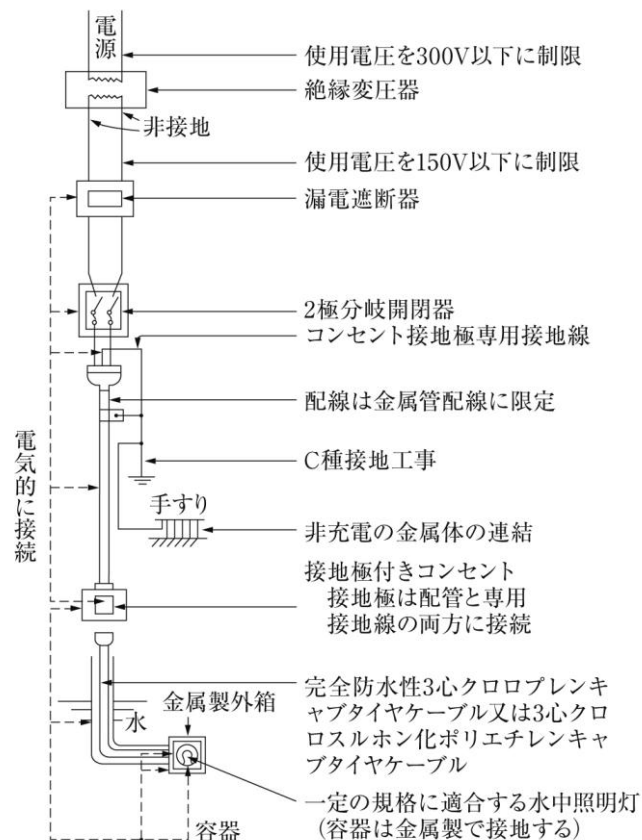 電源
使用電圧を300V以下に制限
絶縁変圧器
非接地
使用電圧を150V以下に制限
漏電遮断器
2極分岐開閉器
コンセント接地極専用接地線
配線は金属管配線に限定
電気的に接続
C種接地工事
手すり
非充電の金属体の連結
接地極付きコンセント
接地極は配管と専用
接地線の両方に接続
完全防水性3心クロロプレンキ
ャブタイヤケーブル又は3心クロ
ロスルホン化ポリエチレンキャ
ブタイヤケーブル
金属製外箱
水
一定の規格に適合する水中照明灯
(容器は金属製で接地する)
容器